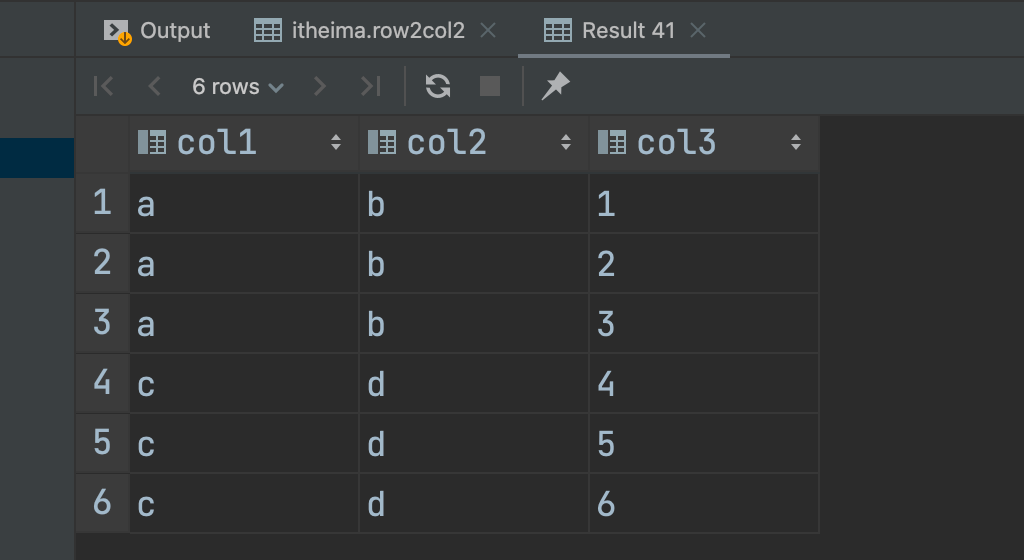 Output itheima.row2col2 Result 41
6 rows
col1 col2 col3
1 a b 1
2 a b 2
3 a b 3
4 c d 4
5 c d 5
6 c d 6